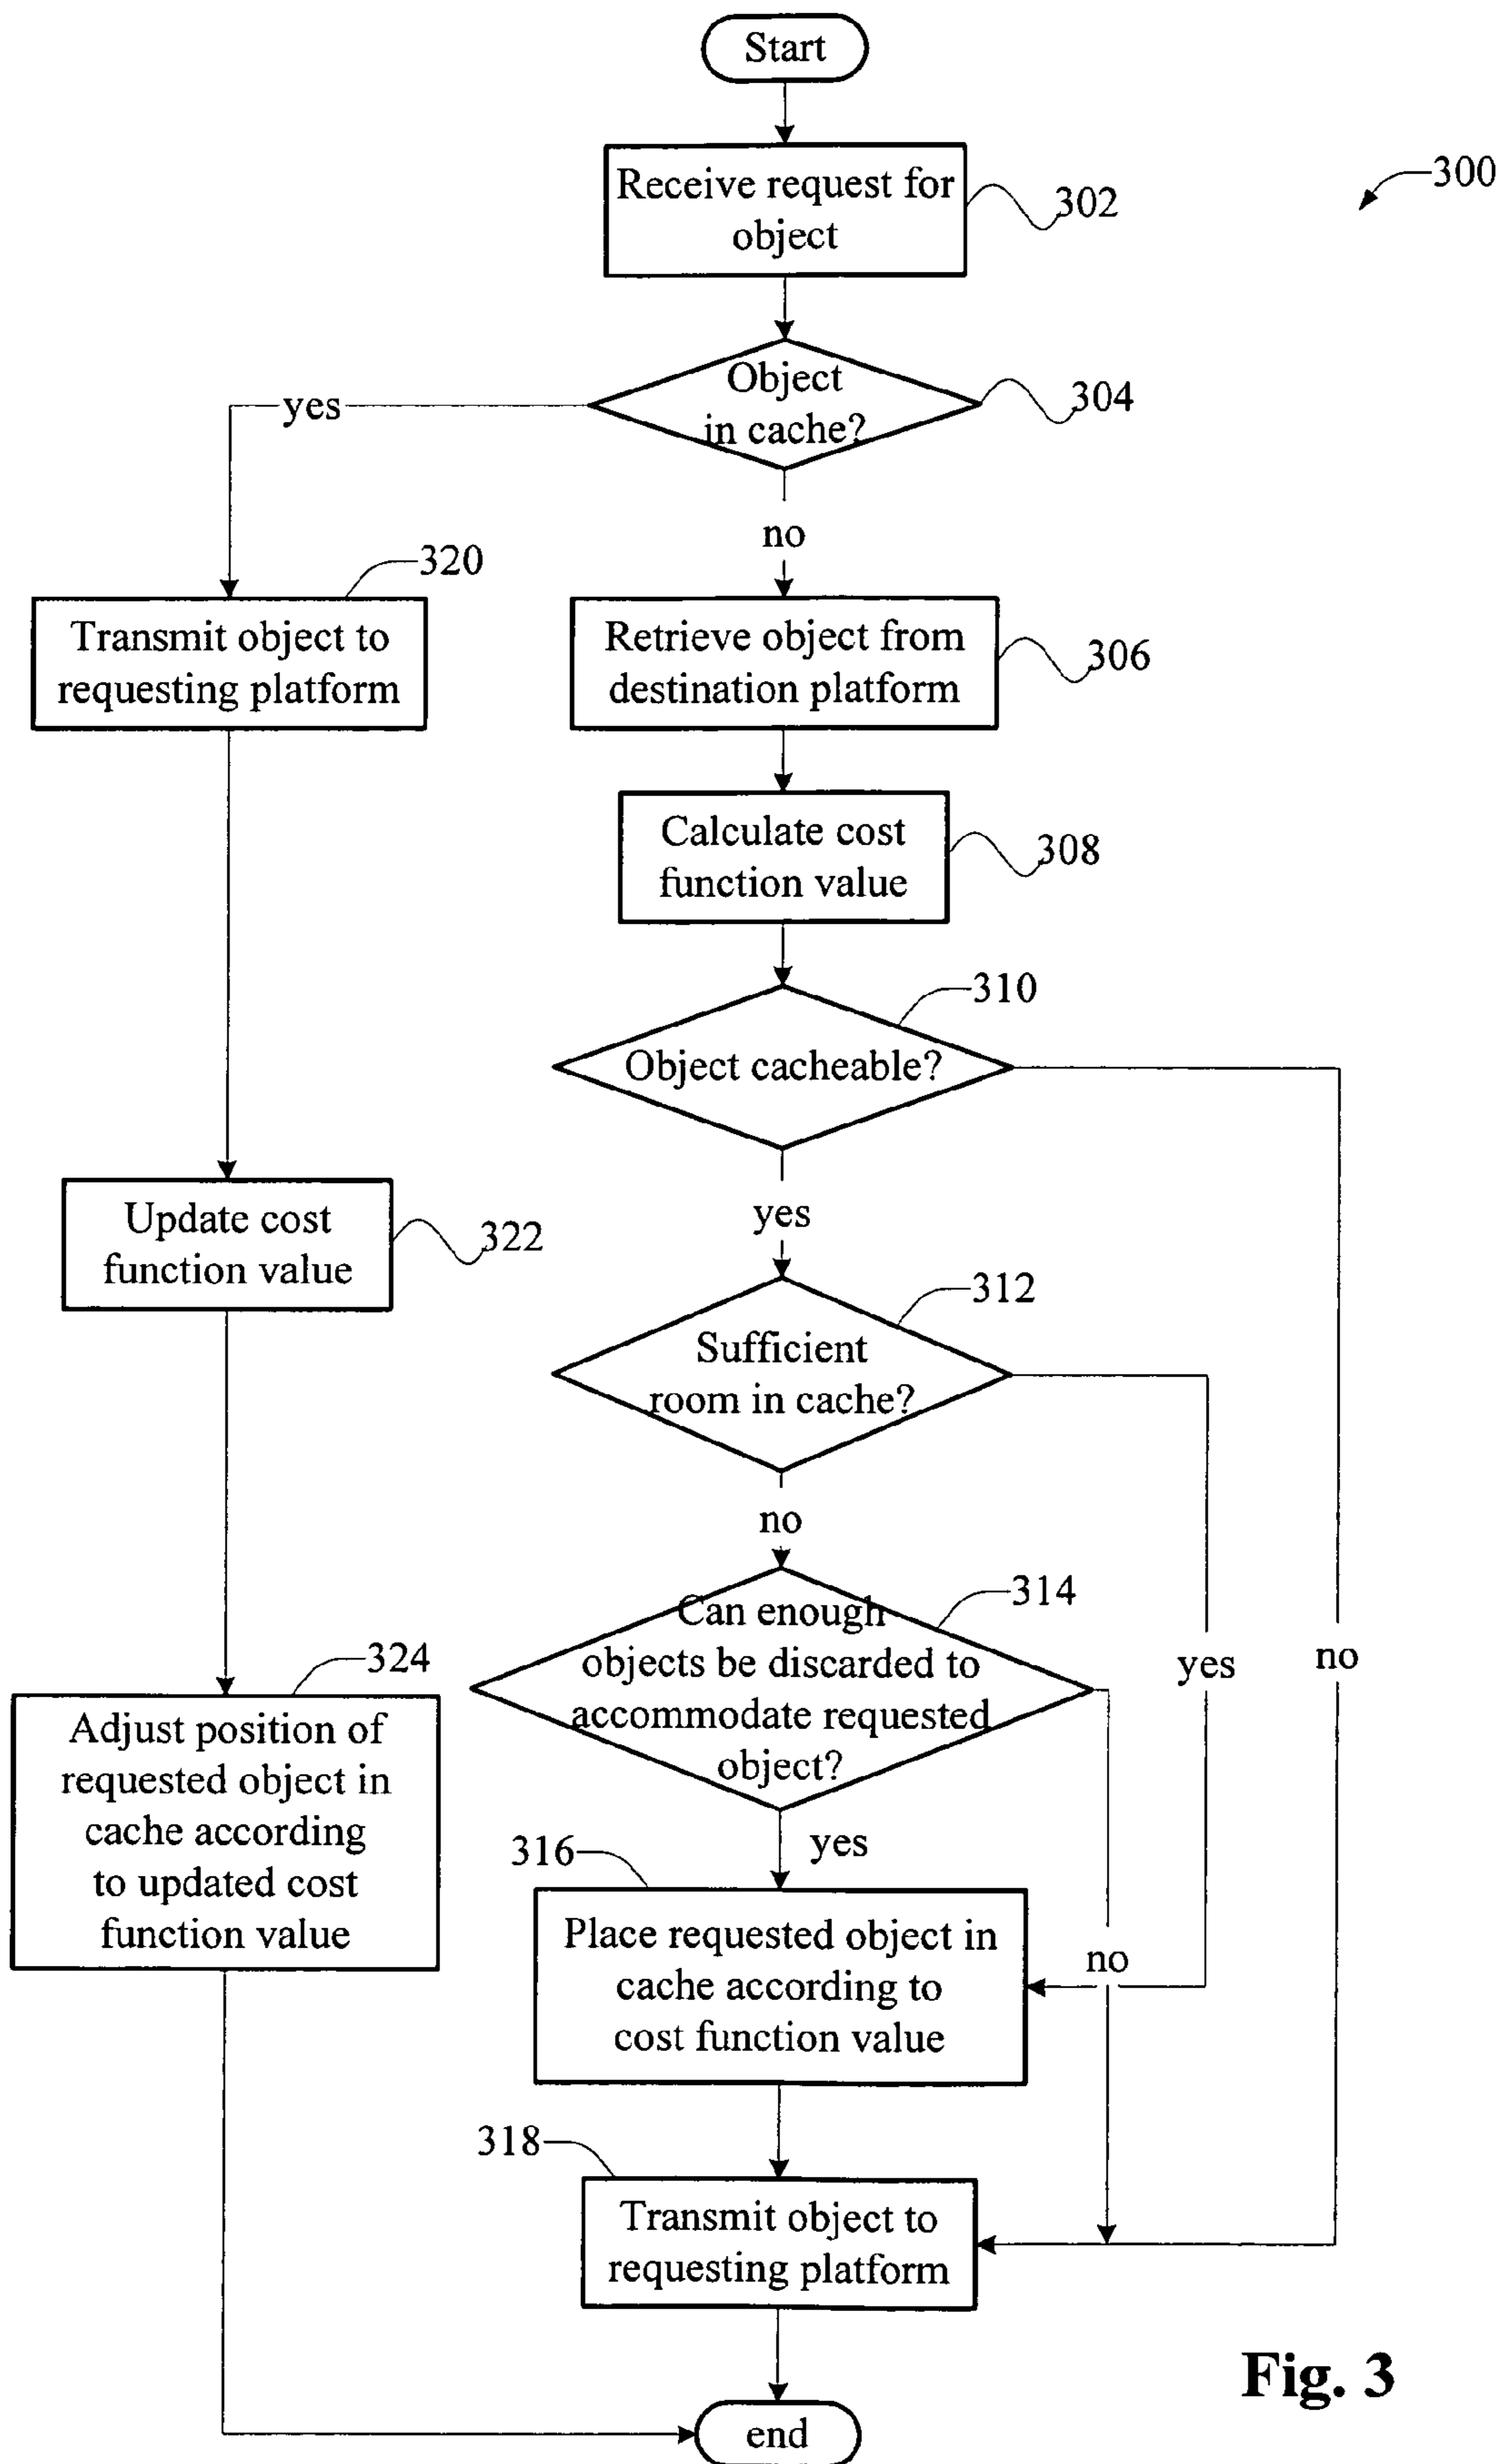 Start
300
Receive request for
object
302
Object
in cache?
304
yes
no
320
Transmit object to
requesting platform
Retrieve object from
destination platform
306
Calculate cost
function value
308
310
Object cacheable?
yes
no
Update cost
function value
322
312
Sufficient
room in cache?
yes
no
314
Can enough
objects be discarded to
accommodate requested
object?
yes
no
324
Adjust position of
requested object in
cache according
to updated cost
function value
316
Place requested object in
cache according to
cost function value
318
Transmit object to
requesting platform
end
Fig. 3